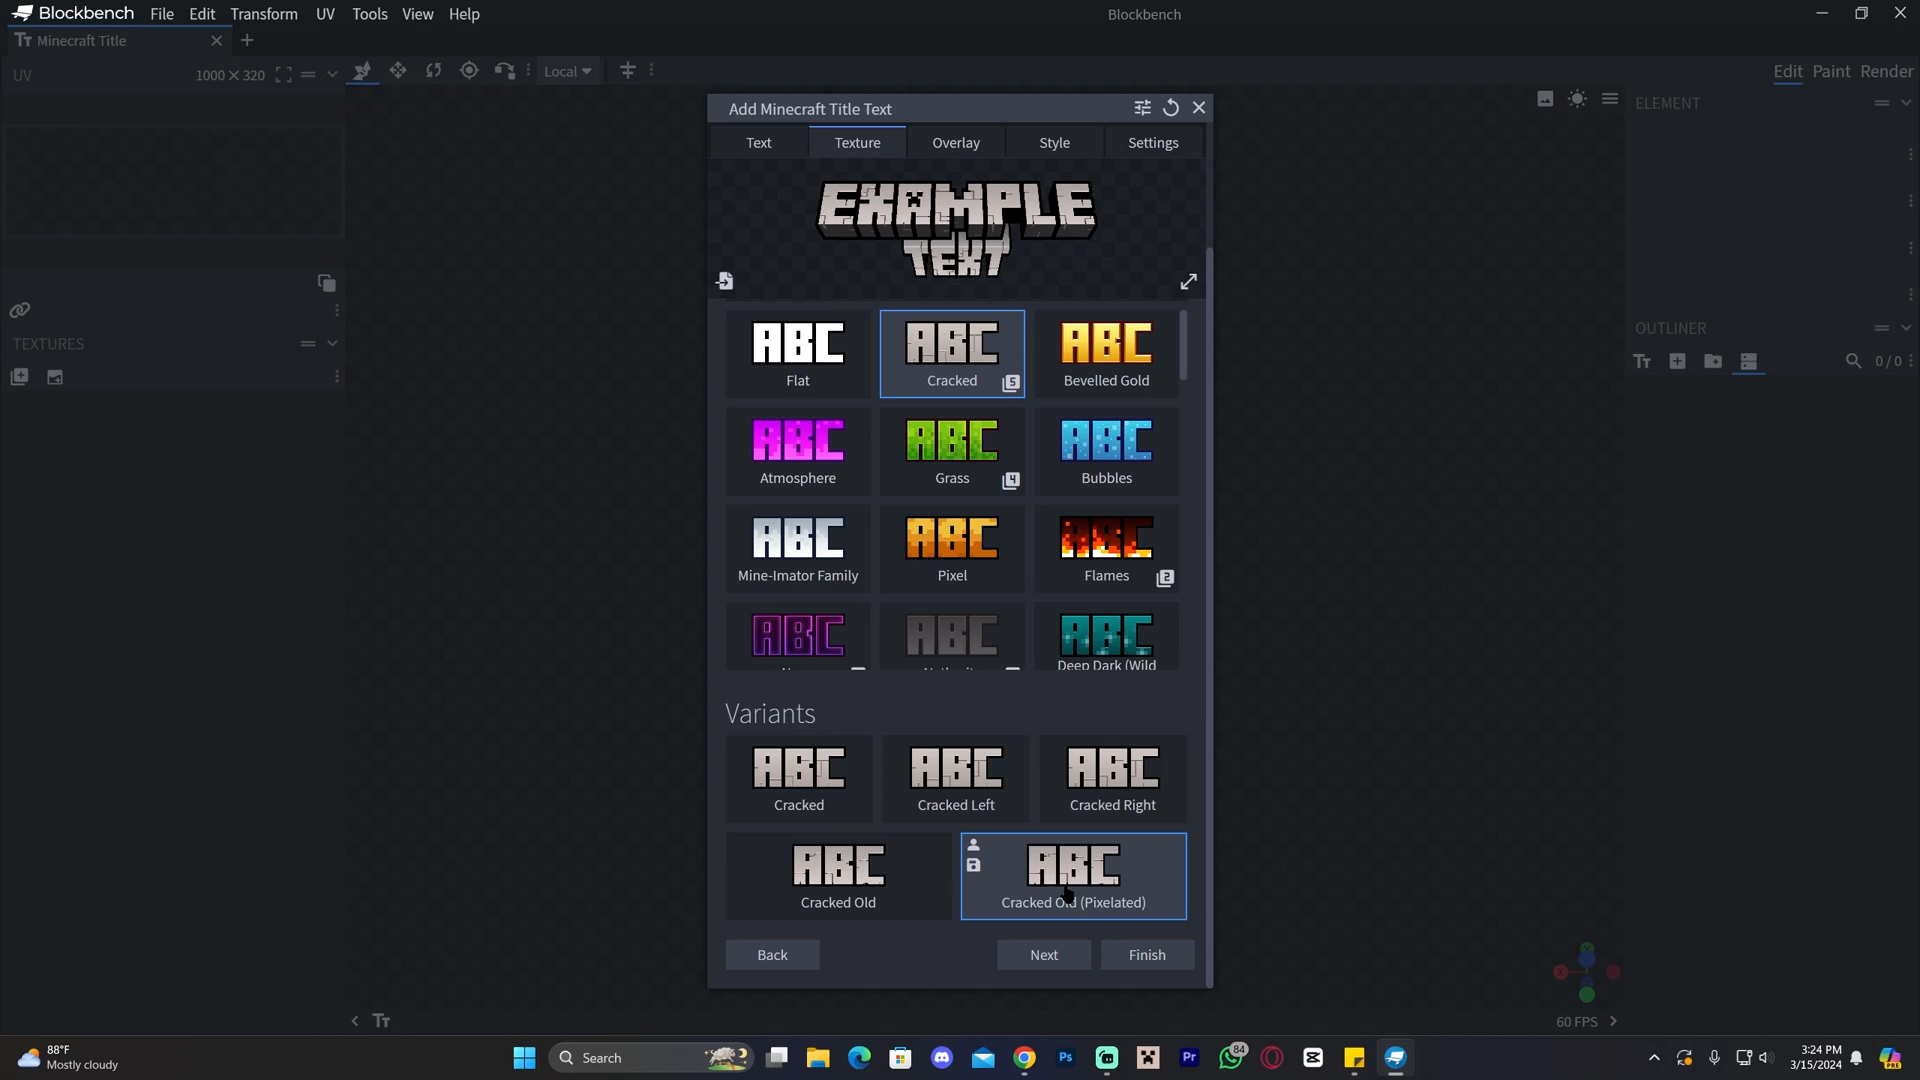 Blockbench File Edit Transform UV Tools View Help Blockbench
Minecraft Title
UV 1000 × 320 Local Edit Paint Render
ELEMENT
Add Minecraft Title Text
Text Texture Overlay Style Settings
EXAMPLE
TEXT
TEXTURES
OUTLINER
0 / 0
ABC ABC ABC
Flat Cracked 5 Bevelled Gold
ABC ABC ABC
Atmosphere Grass 4 Bubbles
ABC ABC ABC
Mine-Imator Family Pixel Flames 2
ABC ABC ABC
Deep Dark (Wild
Variants
ABC ABC ABC
Cracked Cracked Left Cracked Right
ABC ABC
Cracked Old Cracked Old (Pixelated)
Back Next Finish
60 FPS
88°F
Mostly cloudy
Search
Ps
Pr
84
3:24 PM
3/15/2024
PRE